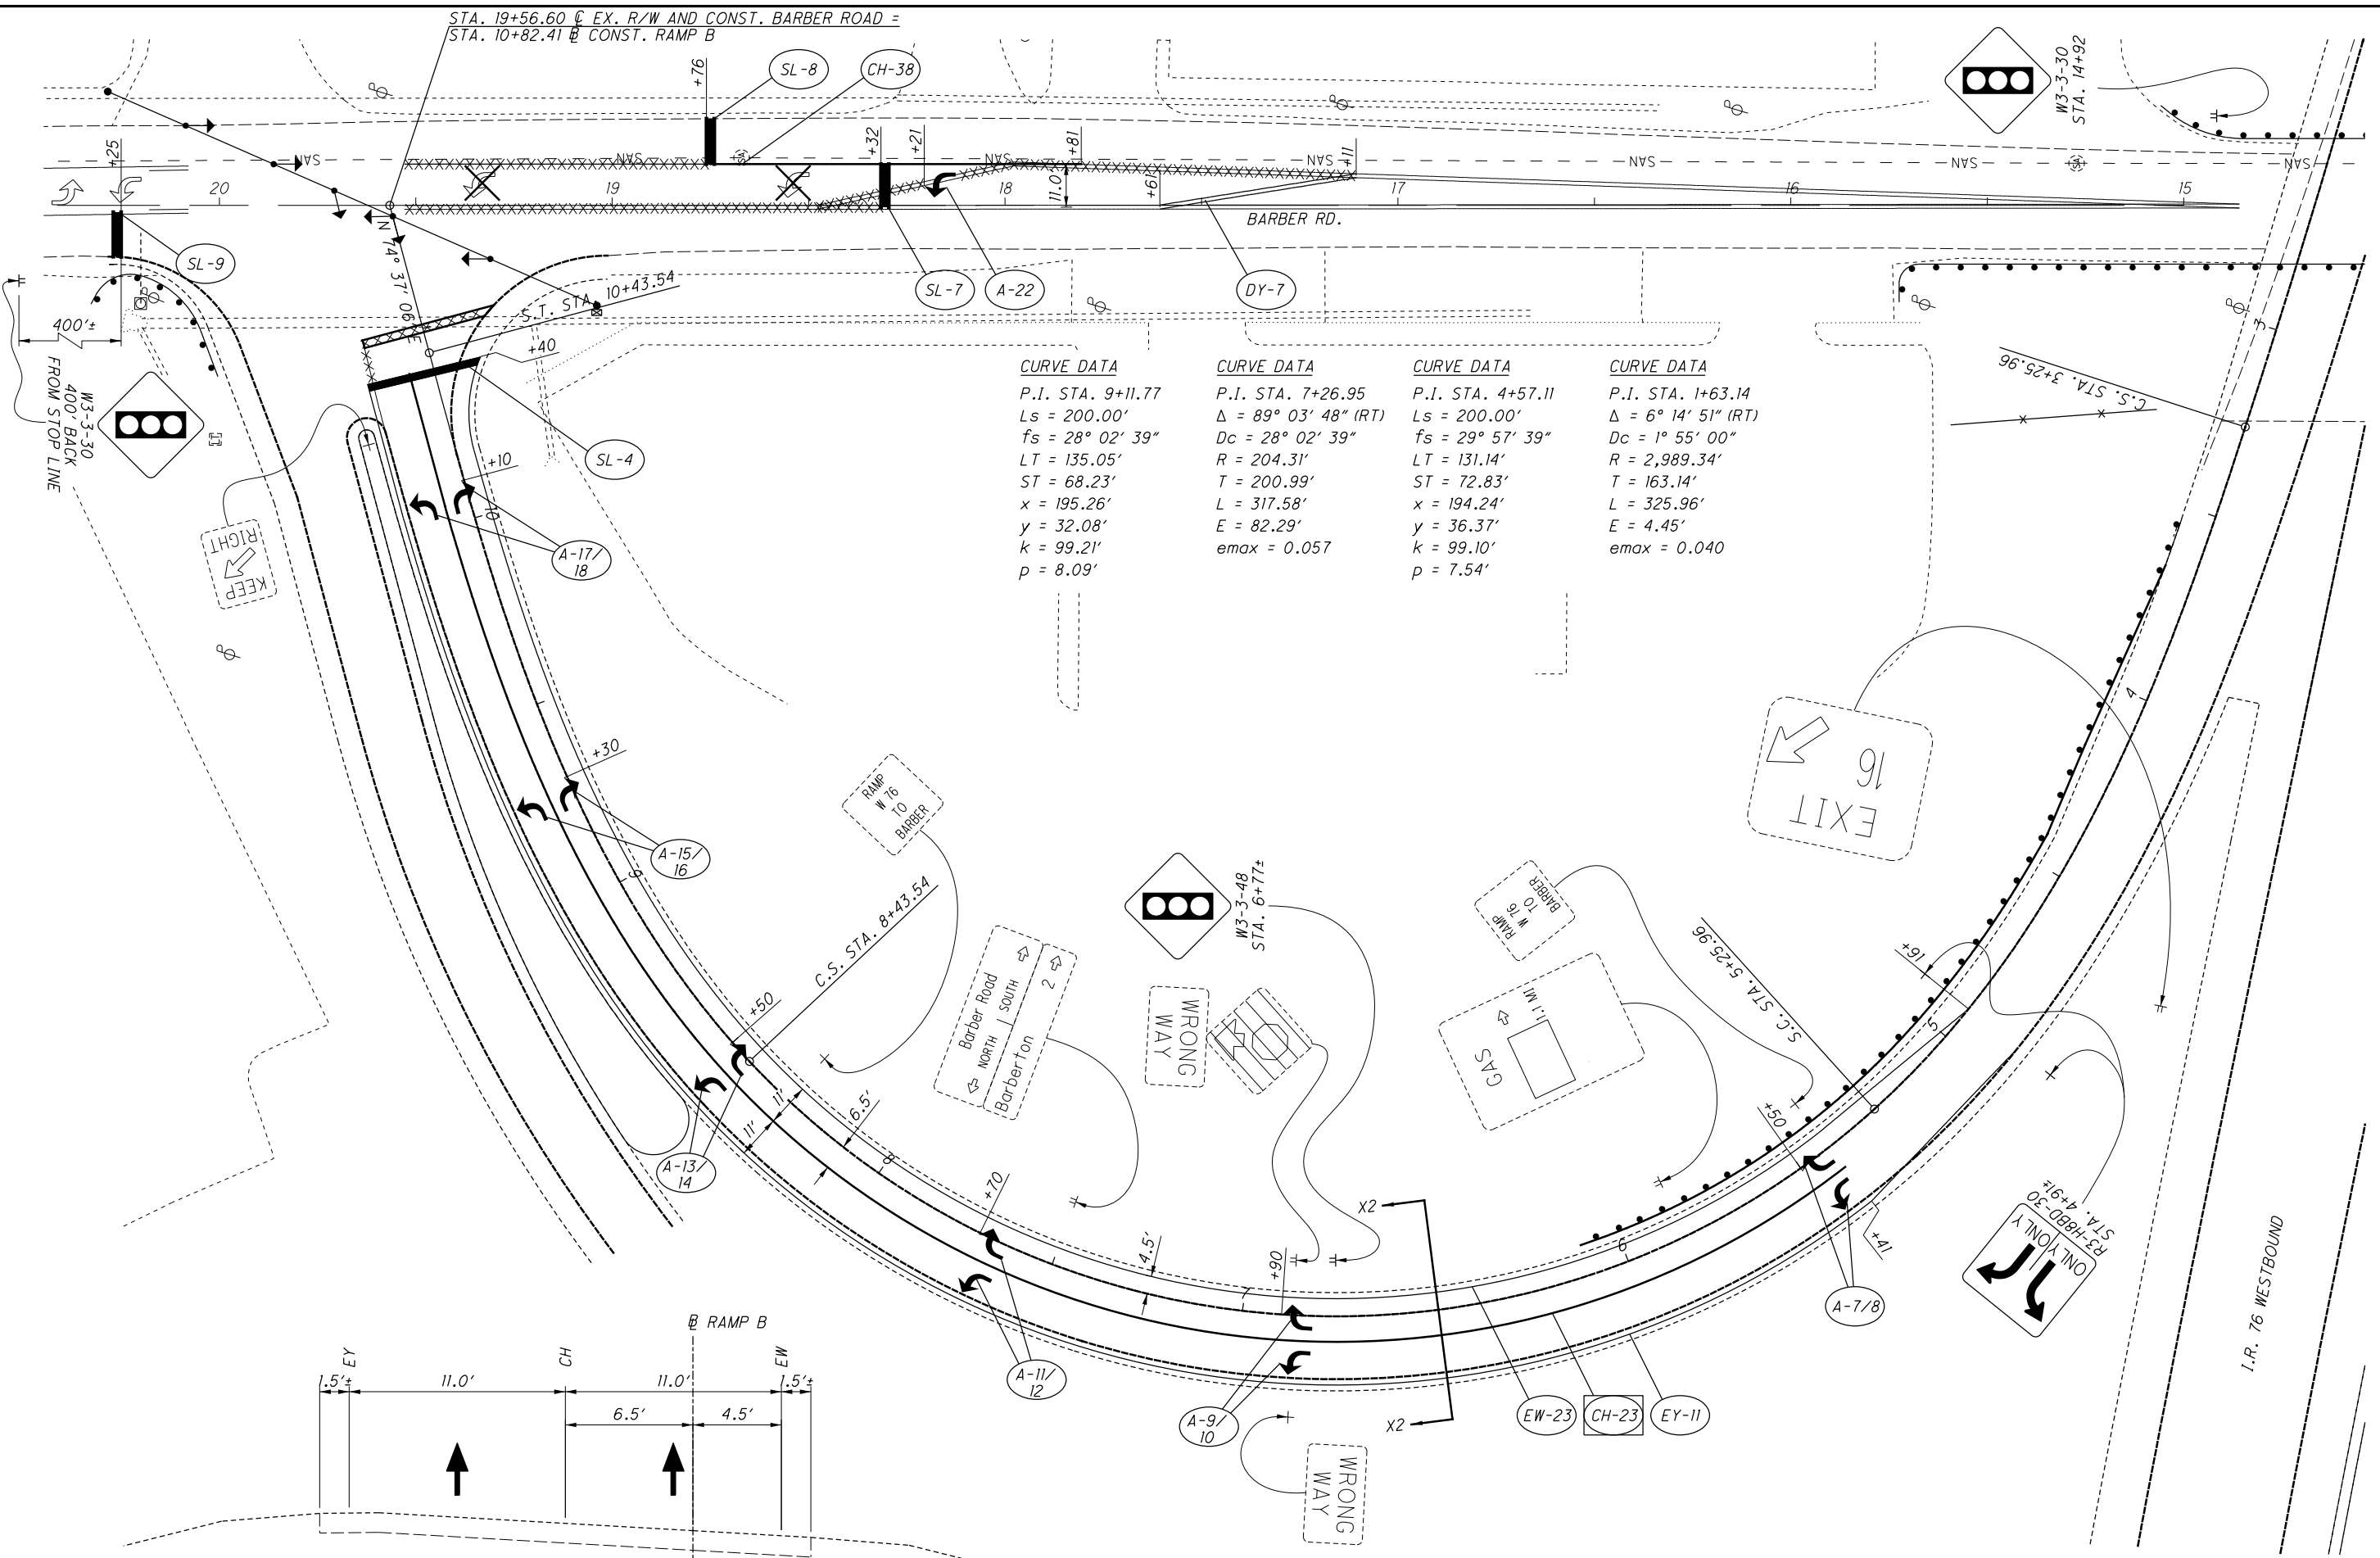 STA. 19+56.60 ℄ EX. R/W AND CONST. BARBER ROAD =
STA. 10+82.41 ⅊ CONST. RAMP B
+76
SL-8
CH-38
W3-3-30
STA. 14+92
+25
+32
+21
+81
+11
SAN
SAN
SAN
SAN
SAN
SAN
SAN
20
19
18
17
16
15
11.0'
+61
BARBER RD.
SL-9
SL-7
A-22
DY-7
N 74° 37' 06" E
S.T. STA. 10+43.54
+40
400'±
W3-3-30
400' BACK
FROM STOP LINE
SL-4
KEEP
RIGHT
+10
10
A-17/
18
CURVE DATA
P.I. STA. 9+11.77
Ls = 200.00'
fs = 28° 02' 39"
LT = 135.05'
ST = 68.23'
x = 195.26'
y = 32.08'
k = 99.21'
p = 8.09'
CURVE DATA
P.I. STA. 7+26.95
Δ = 89° 03' 48" (RT)
Dc = 28° 02' 39"
R = 204.31'
T = 200.99'
L = 317.58'
E = 82.29'
emax = 0.057
CURVE DATA
P.I. STA. 4+57.11
Ls = 200.00'
fs = 29° 57' 39"
LT = 131.14'
ST = 72.83'
x = 194.24'
y = 36.37'
k = 99.10'
p = 7.54'
CURVE DATA
P.I. STA. 1+63.14
Δ = 6° 14' 51" (RT)
Dc = 1° 55' 00"
R = 2,989.34'
T = 163.14'
L = 325.96'
E = 4.45'
emax = 0.040
3
C.S. STA. 3+25.96
4
EXIT
16
+30
A-15/
16
9
RAMP
W 76
TO
BARBER
C.S. STA. 8+43.54
+50
W3-3-48
STA. 6+77±
RAMP
W 76
TO
BARBER
S.C. STA. 5+25.96
+91
5
Barber Road
NORTH | SOUTH
Barberton 2
WRONG
WAY
GAS
1.1 MI
11'
11'
6.5'
A-13/
14
8
+70
4.5'
+90
X2
6
+50
+41
A-7/8
R3-H8BD-30
STA. 4+91±
ONLY
ONLY
I.R. 76 WESTBOUND
A-11/
12
A-9/
10
X2
EW-23
CH-23
EY-11
WRONG
WAY
⅊ RAMP B
EY
CH
EW
1.5'±
11.0'
11.0'
1.5'±
6.5'
4.5'